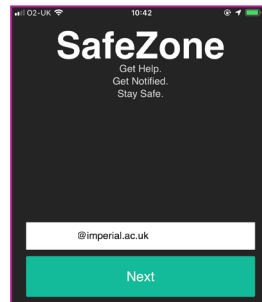 O2-UK 10:42
SafeZone
Get Help.
Get Notified.
Stay Safe.
@imperial.ac.uk
Next